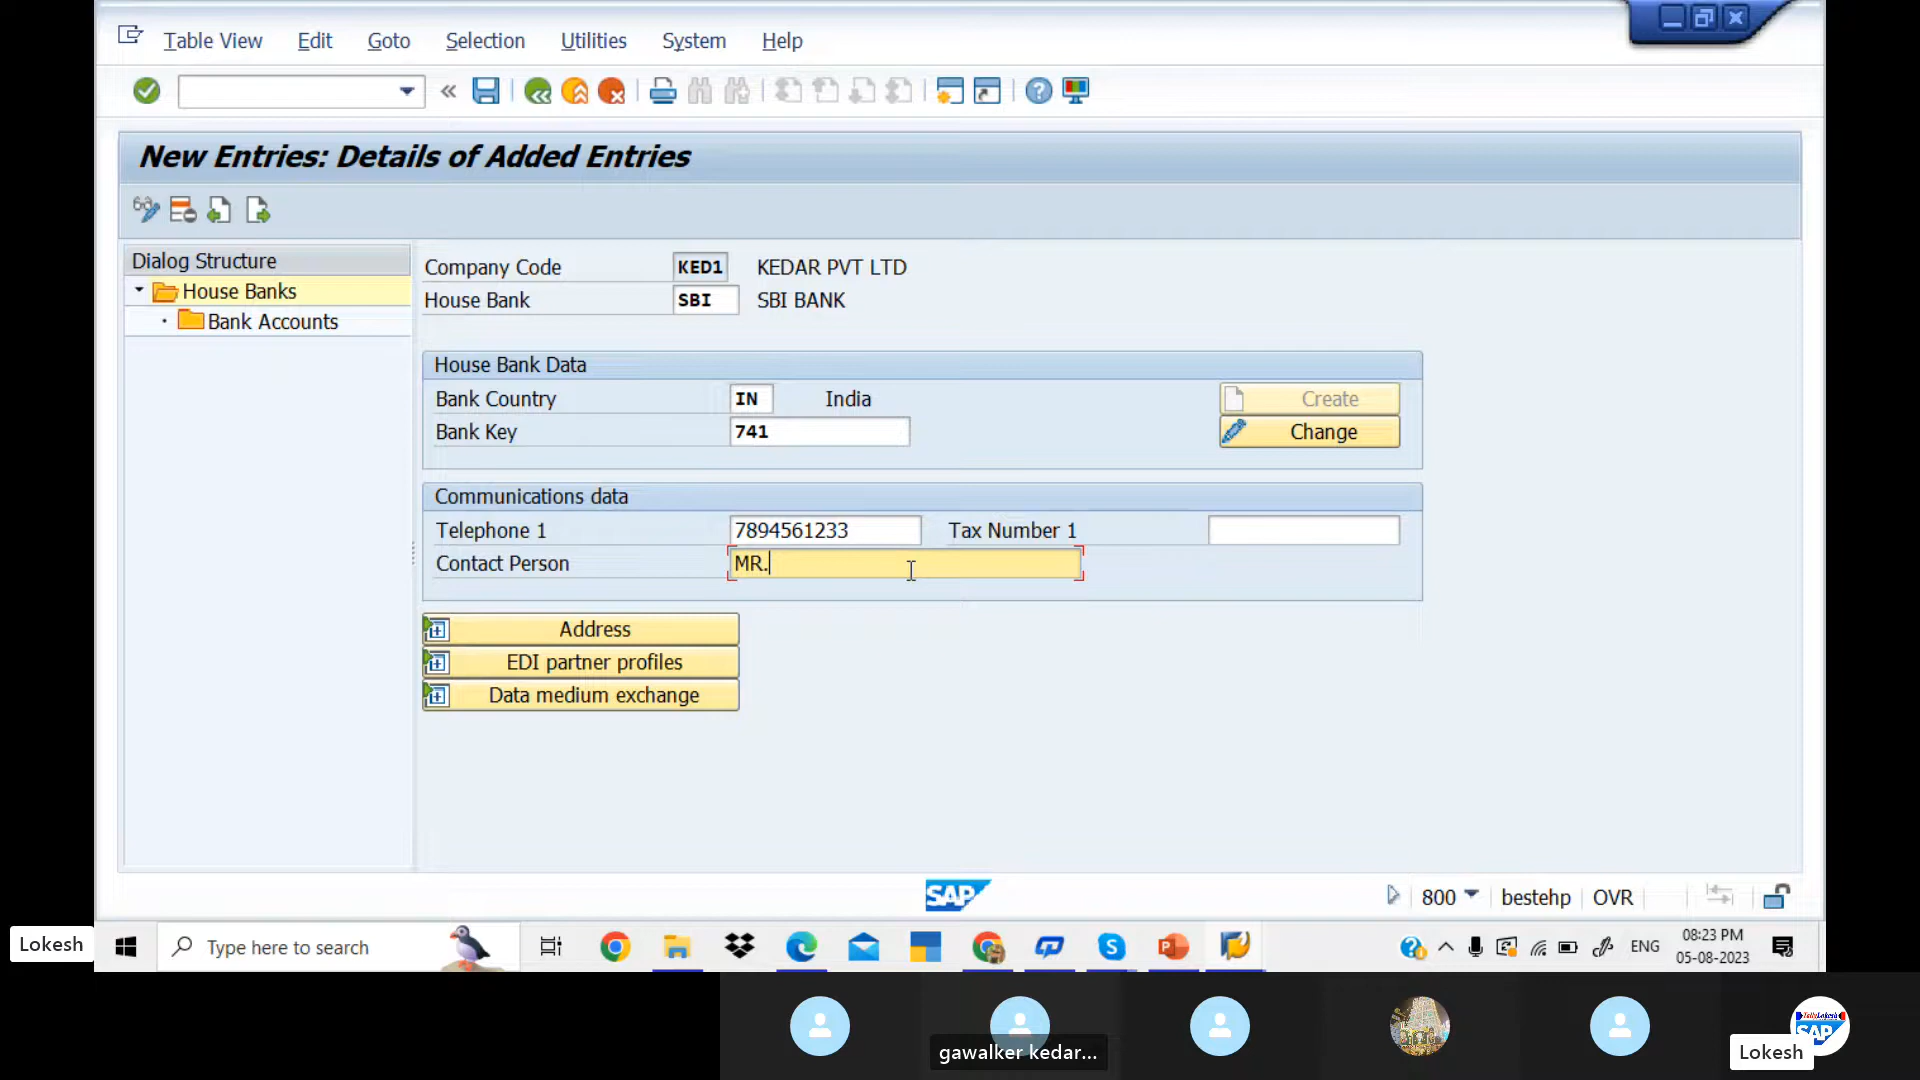 Table View Edit Goto Selection Utilities System Help
New Entries: Details of Added Entries
Dialog Structure
House Banks
Bank Accounts
Company Code KED1 KEDAR PVT LTD
House Bank SBI SBI BANK
House Bank Data
Bank Country IN India Create
Bank Key 741 Change
Communications data
Telephone 1 7894561233 Tax Number 1
Contact Person MR.
Address
EDI partner profiles
Data medium exchange
SAP 800 bestehp OVR
Lokesh
Type here to search
ENG
08:23 PM
05-08-2023
gawalker kedar...
SAP
Lokesh